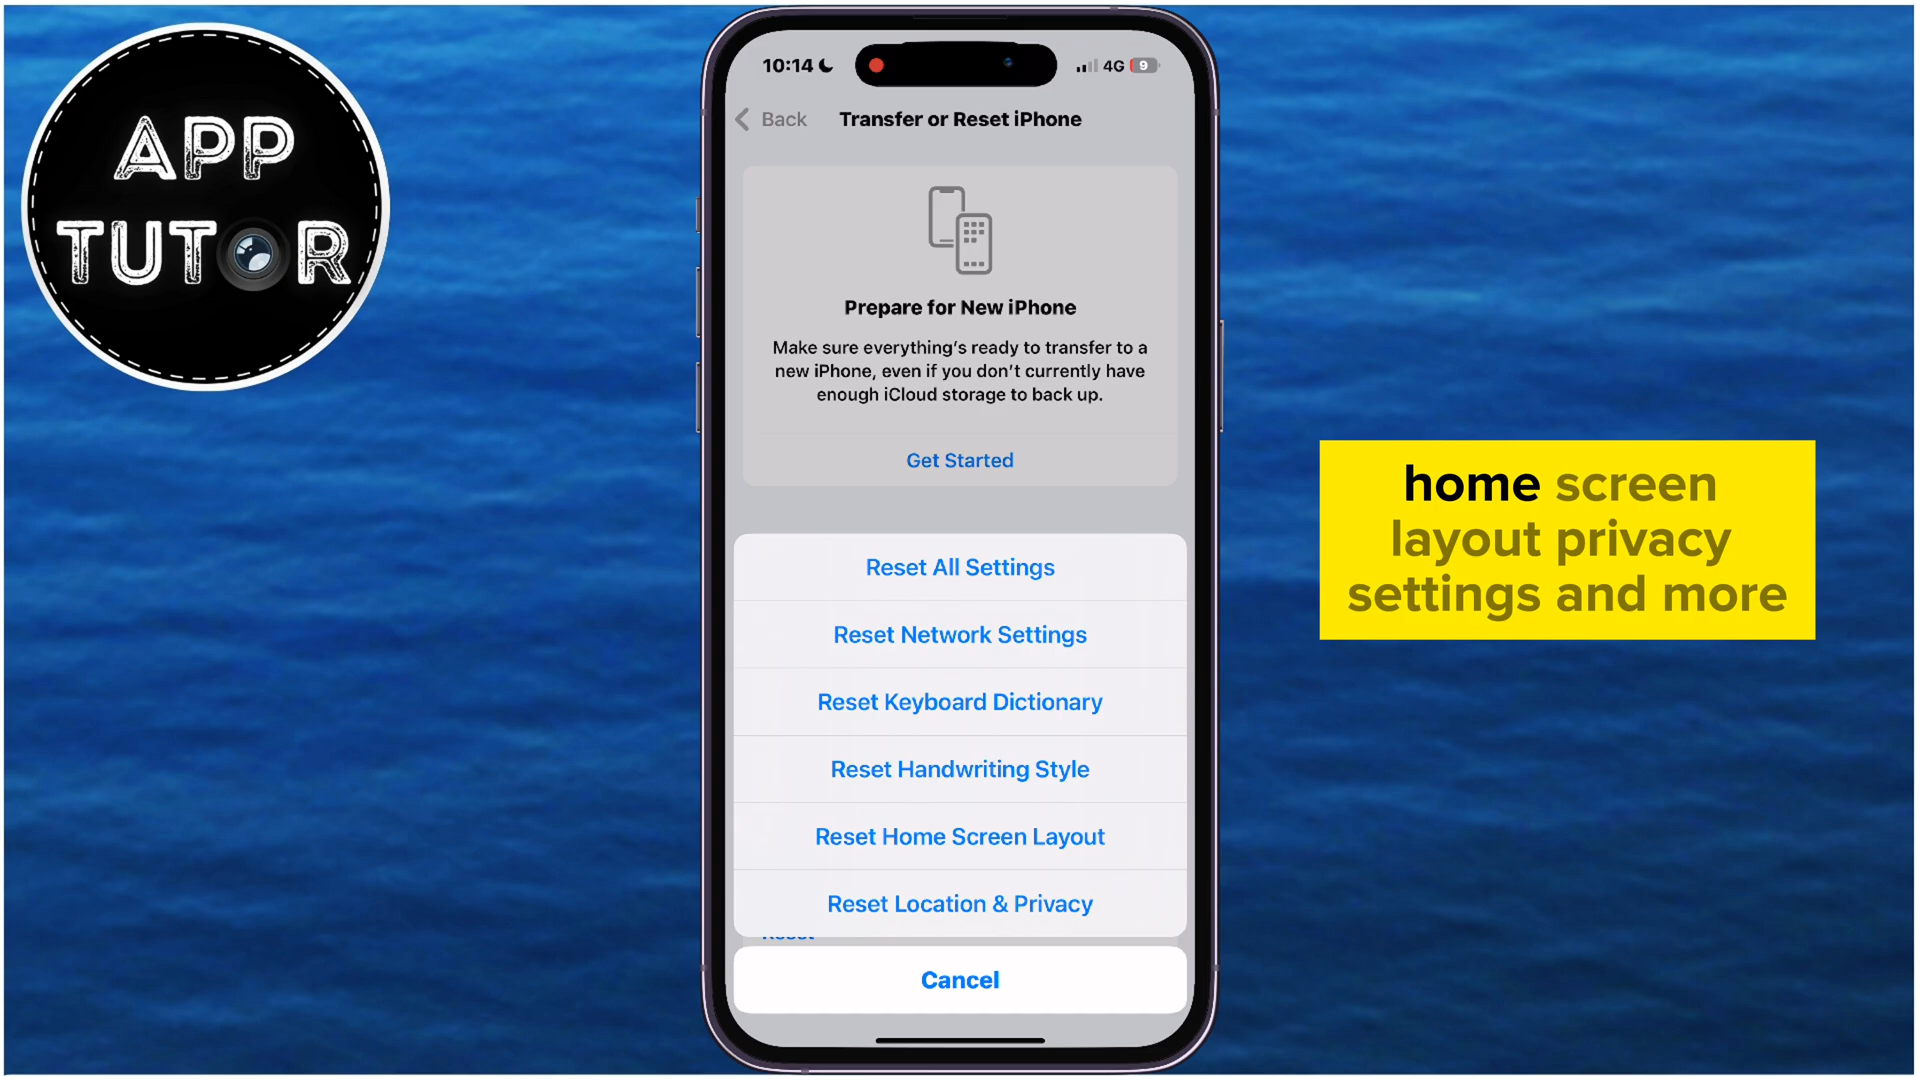 APP
TUTOR
10:14
4G 9
Back
Transfer or Reset iPhone
Prepare for New iPhone
Make sure everything's ready to transfer to a
new iPhone, even if you don't currently have
enough iCloud storage to back up.
Get Started
Reset All Settings
Reset Network Settings
Reset Keyboard Dictionary
Reset Handwriting Style
Reset Home Screen Layout
Reset Location & Privacy
Reset
Cancel
home screen
layout privacy
settings and more